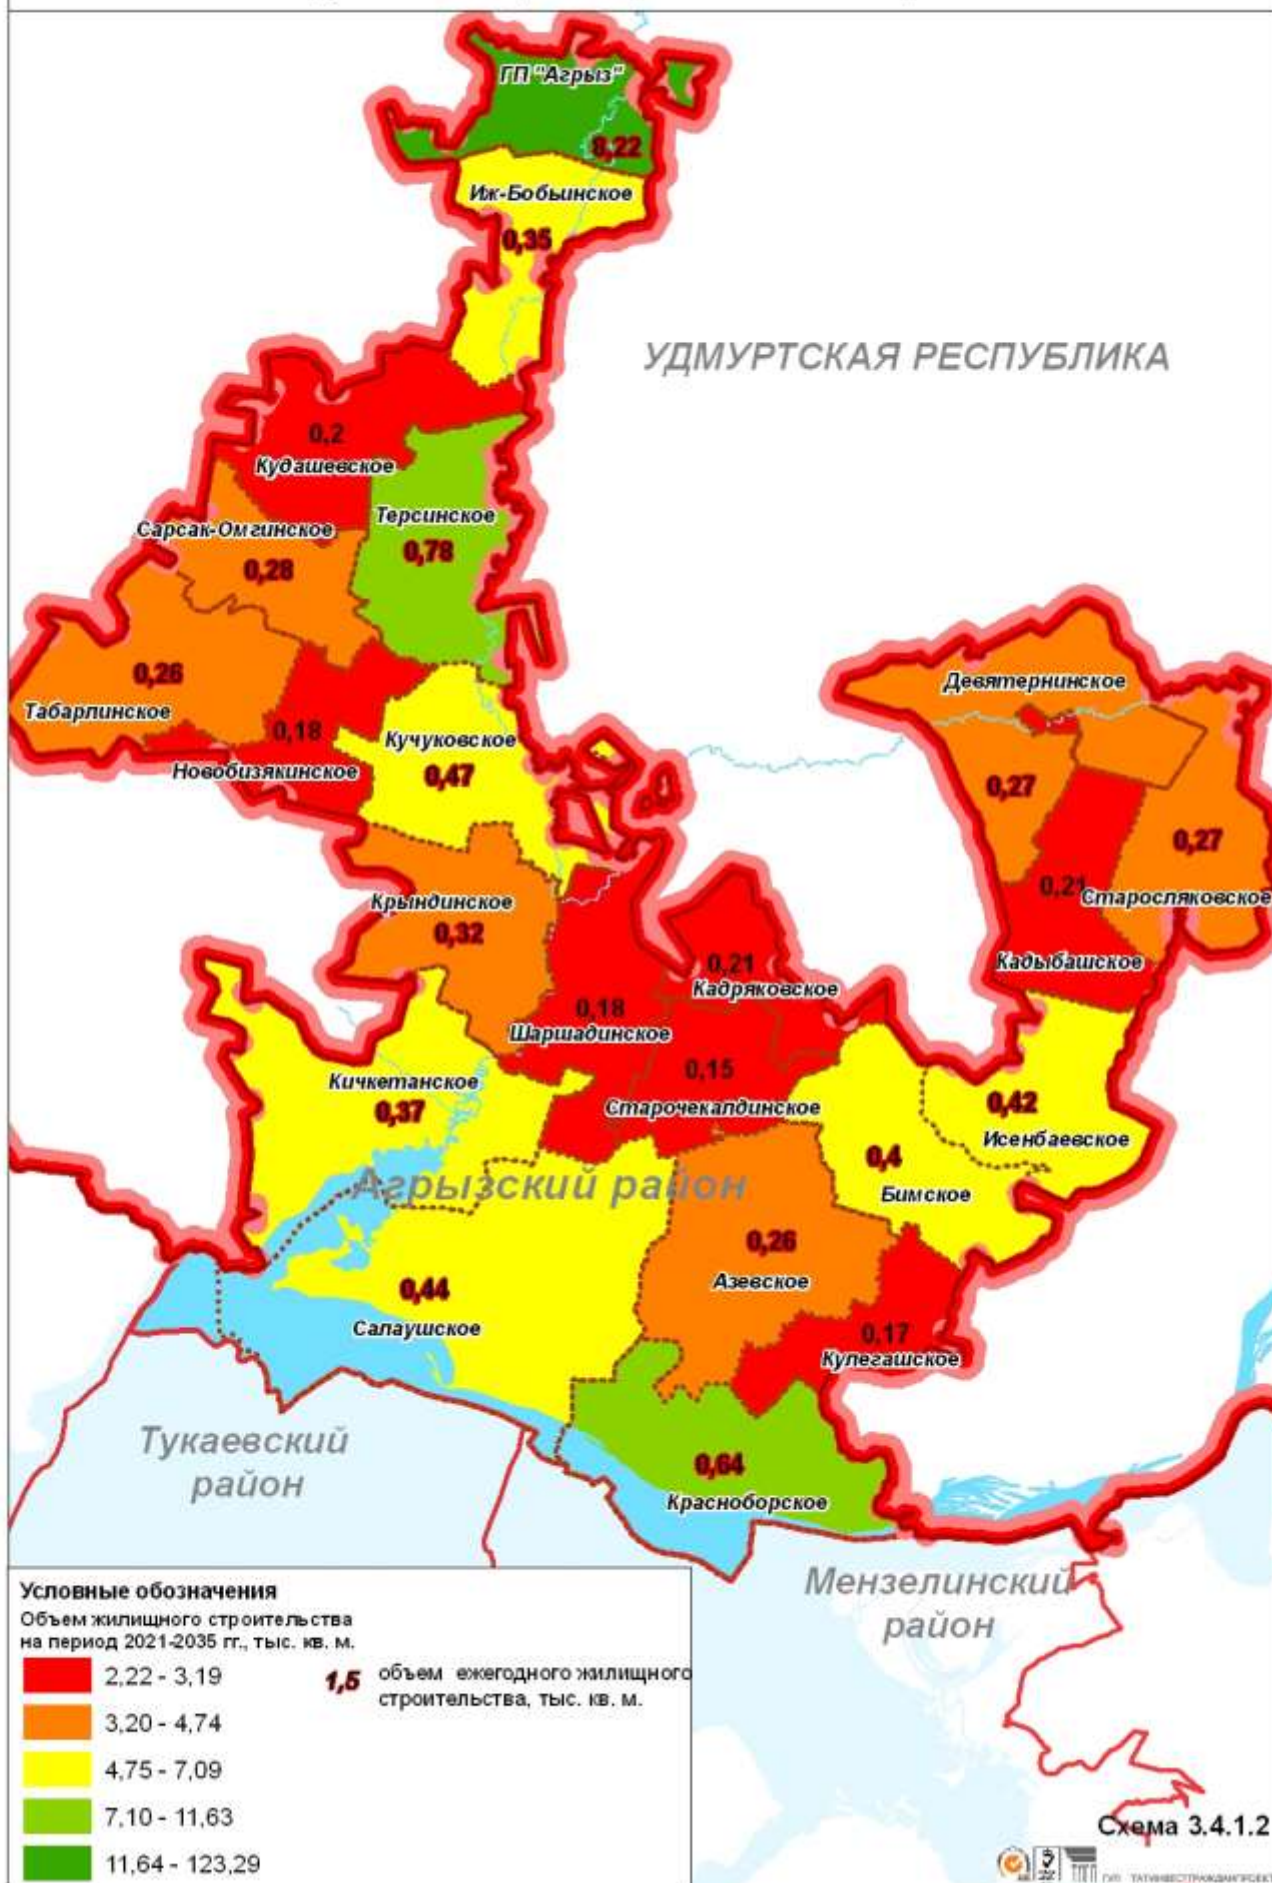 ГП "Агрыз"
8,22
Иж-Бобьинское
0,35
УДМУРТСКАЯ РЕСПУБЛИКА
0,2
Кудашевское
Терсинское
Сарсак-Омгинское
0,78
0,28
0,26
Девятернинское
Табарлинское
0,18
Кучуковское
Новобизякинское
0,47
0,27
0,27
0,21
Старосляковское
Крындинское
0,32
Кадыбашское
0,21
Кадряковское
0,18
Шаршадинское
0,15
Кичкетанское
0,37
Старочекалдинское
0,42
Исенбаевское
0,4
Бимское
Агрызский район
0,26
Азевское
0,44
Салаушское
0,17
Кулегашское
Тукаевский
район
0,64
Красноборское
Мензелинский
район
Условные обозначения
Объем жилищного строительства
на период 2021-2035 гг., тыс. кв. м.
2,22 - 3,19
3,20 - 4,74
4,75 - 7,09
7,10 - 11,63
11,64 - 123,29
1,5 объем ежегодного жилищного
строительства, тыс. кв. м.
Схема 3.4.1.2
ГУП ТАТИНВЕСТГРАЖДАНПРОЕКТ